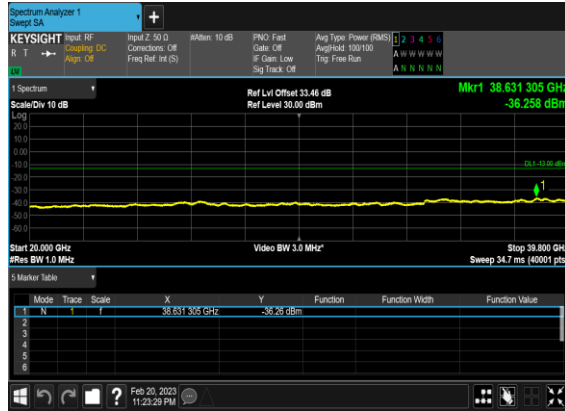 Spectrum Analyzer 1
Swept SA
+
KEYSIGHT Input: RF Input Z: 50 Ω #Atten: 10 dB PNO: Fast Avg Type: Power (RMS) 1 2 3 4 5 6
R T Coupling: DC Corrections: Off Gate: Off Avg|Hold: 100/100 A W W W W W
Align: Off Freq Ref: Int (S) IF Gain: Low Trig: Free Run
Sig Track: Off A N N N N N
1 Spectrum Ref Lvl Offset 33.46 dB Mkr1 38.631 305 GHz
Scale/Div 10 dB Ref Level 30.00 dBm -36.258 dBm
Log
20.0
10.0
0.00
-10.0 DL1 -13.00 dBm
-20.0
-30.0 1
-40.0
-50.0
-60.0
Start 20.000 GHz Video BW 3.0 MHz* Stop 39.800 GHz
#Res BW 1.0 MHz Sweep 34.7 ms (40001 pts)
5 Marker Table
Mode Trace Scale X Y Function Function Width Function Value
1 N 1 f 38.631 305 GHz -36.26 dBm
2
3
4
5
6
? Feb 20, 2023
11:23:29 PM